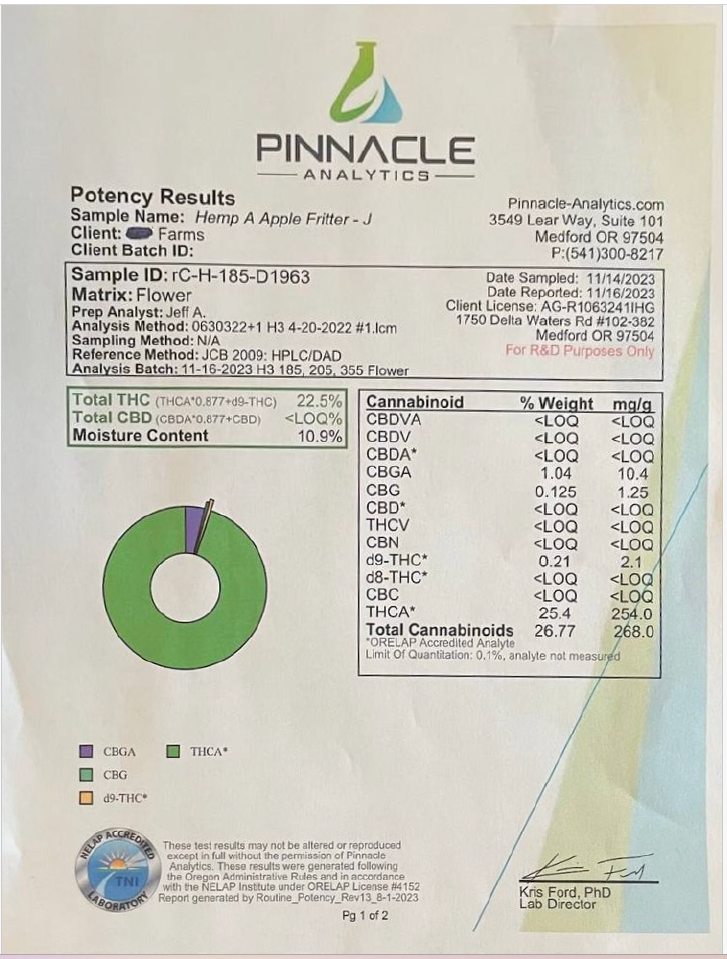 PINNACLE
ANALYTICS
Potency Results
Sample Name: Hemp A Apple Fritter - J
Client: Farms
Client Batch ID:
Pinnacle-Analytics.com
3549 Lear Way, Suite 101
Medford OR 97504
P:(541)300-8217
Sample ID: rC-H-185-D1963
Matrix: Flower
Prep Analyst: Jeff A.
Analysis Method: 0630322+1 H3 4-20-2022 #1.lcm
Sampling Method: N/A
Reference Method: JCB 2009: HPLC/DAD
Analysis Batch: 11-16-2023 H3 185, 205, 355 Flower
Date Sampled: 11/14/2023
Date Reported: 11/16/2023
Client License: AG-R1063241IHG
1750 Delta Waters Rd #102-382
Medford OR 97504
For R&D Purposes Only
Total THC (THCA*0.877+d9-THC) 22.5%
Total CBD (CBDA*0.877+CBD) <LOQ%
Moisture Content 10.9%
Cannabinoid % Weight mg/g
CBDVA <LOQ <LOQ
CBDV <LOQ <LOQ
CBDA* <LOQ <LOQ
CBGA 1.04 10.4
CBG 0.125 1.25
CBD* <LOQ <LOQ
THCV <LOQ <LOQ
CBN <LOQ <LOQ
d9-THC* 0.21 2.1
d8-THC* <LOQ <LOQ
CBC <LOQ <LOQ
THCA* 25.4 254.0
Total Cannabinoids 26.77 268.0
*ORELAP Accredited Analyte
Limit Of Quantitation: 0.1%, analyte not measured
CBGA THCA*
CBG
d9-THC*
NELAP ACCREDITED
TNI
LABORATORY
These test results may not be altered or reproduced
except in full without the permission of Pinnacle
Analytics. These results were generated following
the Oregon Administrative Rules and in accordance
with the NELAP Institute under ORELAP License #4152
Report generated by Routine_Potency_Rev13_8-1-2023
Pg 1 of 2
Kris Ford, PhD
Lab Director